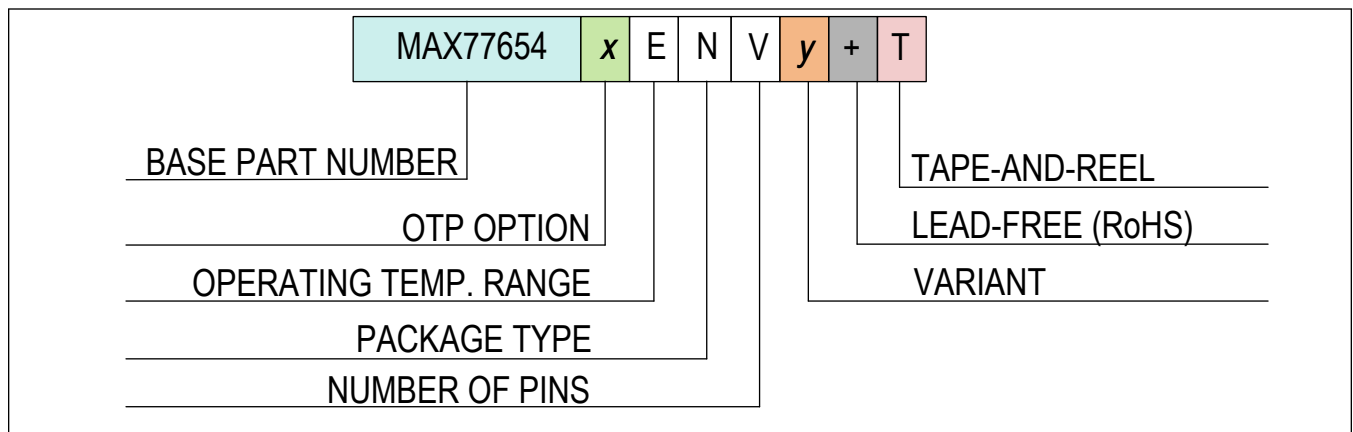 MAX77654 x E N V y + T
BASE PART NUMBER
TAPE-AND-REEL
OTP OPTION
LEAD-FREE (RoHS)
OPERATING TEMP. RANGE
VARIANT
PACKAGE TYPE
NUMBER OF PINS